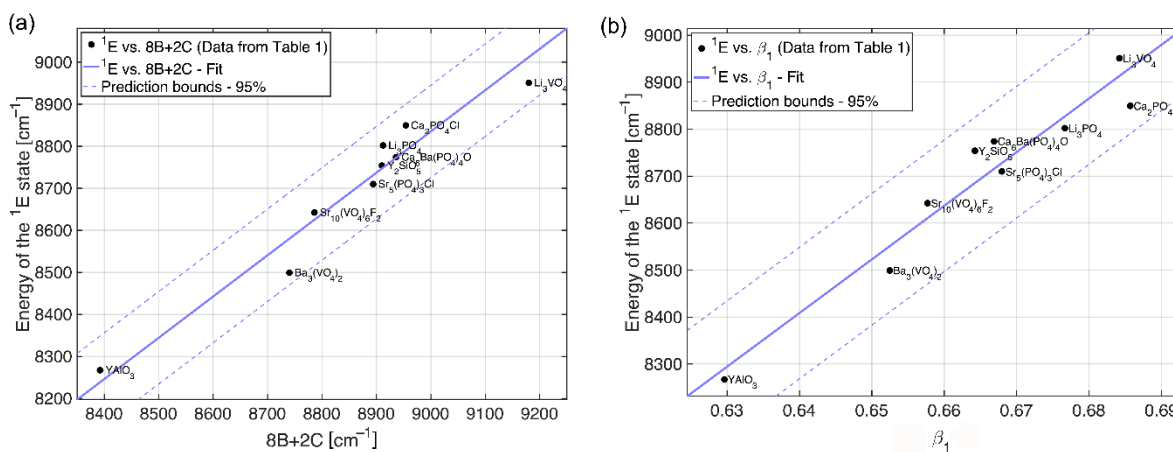 (a)
¹E vs. 8B+2C (Data from Table 1)
¹E vs. 8B+2C - Fit
Prediction bounds - 95%
Energy of the ¹E state [cm⁻¹]
9000
8900
8800
8700
8600
8500
8400
8300
8200
Li₃VO₄
Ca₂PO₄Cl
Li₃PO₄
Ca₆Ba(PO₄)₄O
Y₂SiO₅
Sr₅(PO₄)₃Cl
Sr₁₀(VO₄)₆F₂
Ba₃(VO₄)₂
YAlO₃
8400 8500 8600 8700 8800 8900 9000 9100 9200
8B+2C [cm⁻¹]
(b)
¹E vs. β₁ (Data from Table 1)
¹E vs. β₁ - Fit
Prediction bounds - 95%
Energy of the ¹E state [cm⁻¹]
9000
8900
8800
8700
8600
8500
8400
8300
Li₃VO₄
Ca₂PO₄
Li₃PO₄
Ca₆Ba(PO₄)₄O
Y₂SiO₅
Sr₅(PO₄)₃Cl
Sr₁₀(VO₄)₆F₂
Ba₃(VO₄)₂
YAlO₃
0.63 0.64 0.65 0.66 0.67 0.68 0.69
β₁